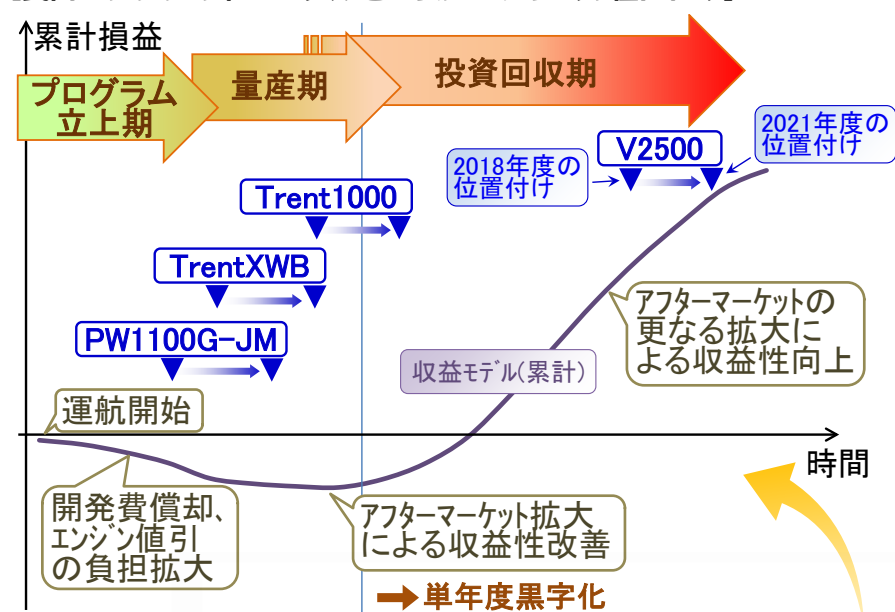 累計損益
プログラム
立上期
量産期
投資回収期
2018年度の
位置付け
V2500
2021年度の
位置付け
Trent1000
TrentXWB
PW1100G-JM
アフターマーケットの
更なる拡大に
よる収益性向上
収益モデル(累計)
運航開始
時間
開発費償却、
エンジン値引
の負担拡大
アフターマーケット拡大
による収益性改善
単年度黒字化